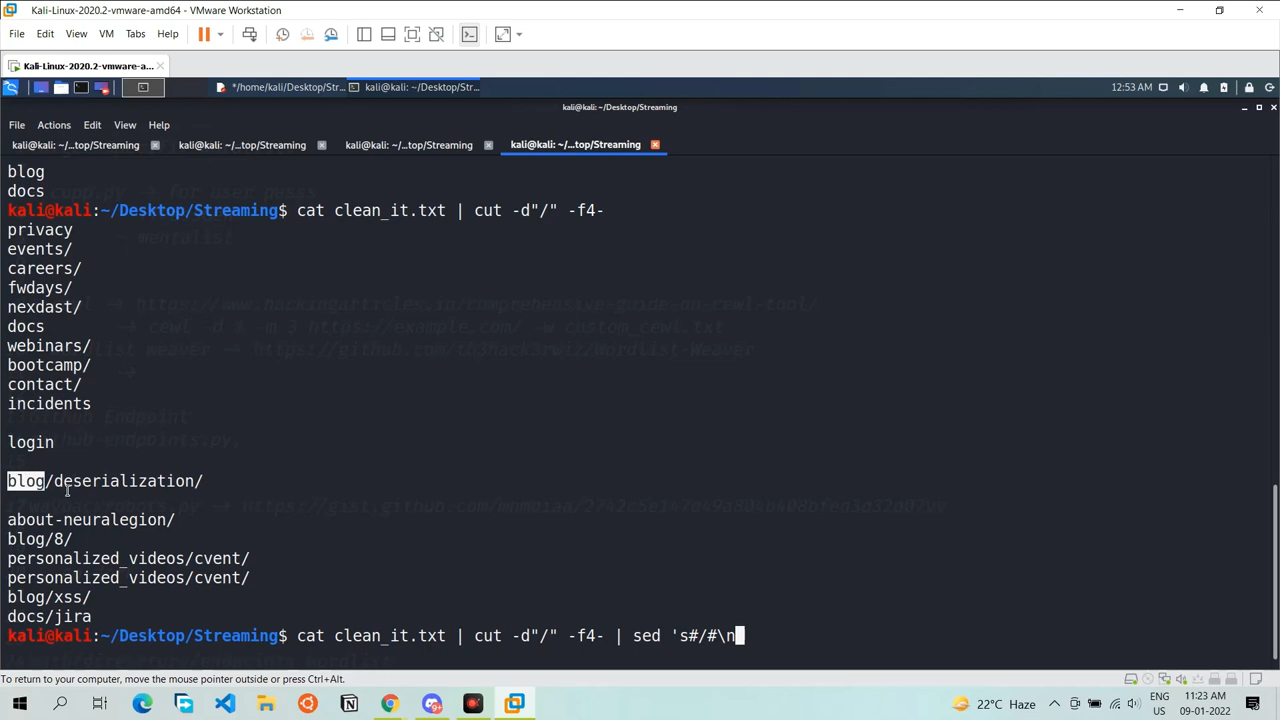 Kali-Linux-2020.2-vmware-amd64 - VMware Workstation
File Edit View VM Tabs Help
Kali-Linux-2020.2-vmware-a...
*/home/kali/Desktop/Str... kali@kali: ~/Desktop/Str... 12:53 AM
kali@kali: ~/Desktop/Streaming
File Actions Edit View Help
kali@kali: ~/...top/Streaming kali@kali: ~/...top/Streaming kali@kali: ~/...top/Streaming kali@kali: ~/...top/Streaming
blog
docs
kali@kali:~/Desktop/Streaming$ cat clean_it.txt | cut -d"/" -f4-
privacy
~ mentalist
events/
careers/
fwdays/
nexdast/
docs
webinars/
bootcamp/
contact/
incidents
login
blog/deserialization/
about-neuralegion/
blog/8/
personalized_videos/cvent/
personalized_videos/cvent/
blog/xss/
docs/jira
kali@kali:~/Desktop/Streaming$ cat clean_it.txt | cut -d"/" -f4- | sed 's#/#\n
To return to your computer, move the mouse pointer outside or press Ctrl+Alt.
22°C Haze ENG US 11:23 AM 09-01-2022